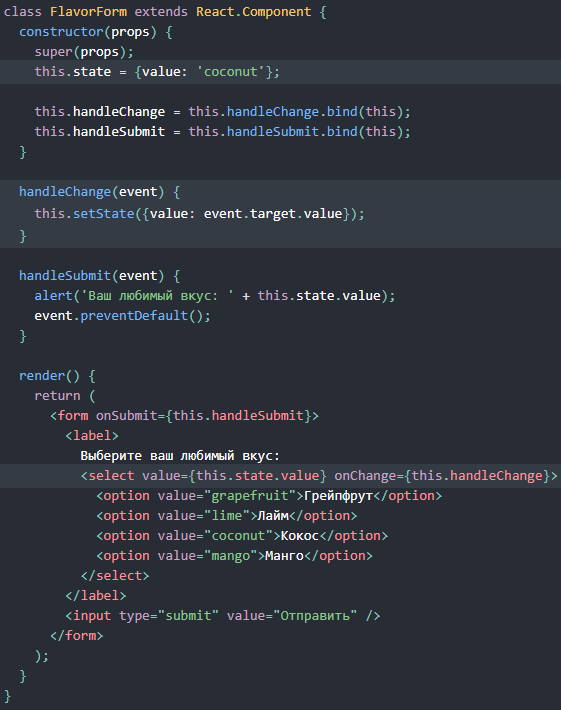 class FlavorForm extends React.Component {
  constructor(props) {
    super(props);
    this.state = {value: 'coconut'};

    this.handleChange = this.handleChange.bind(this);
    this.handleSubmit = this.handleSubmit.bind(this);
  }

  handleChange(event) {
    this.setState({value: event.target.value});
  }

  handleSubmit(event) {
    alert('Ваш любимый вкус: ' + this.state.value);
    event.preventDefault();
  }

  render() {
    return (
      <form onSubmit={this.handleSubmit}>
        <label>
          Выберите ваш любимый вкус:
          <select value={this.state.value} onChange={this.handleChange}>
            <option value="grapefruit">Грейпфрут</option>
            <option value="lime">Лайм</option>
            <option value="coconut">Кокос</option>
            <option value="mango">Манго</option>
          </select>
        </label>
        <input type="submit" value="Отправить" />
      </form>
    );
  }
}